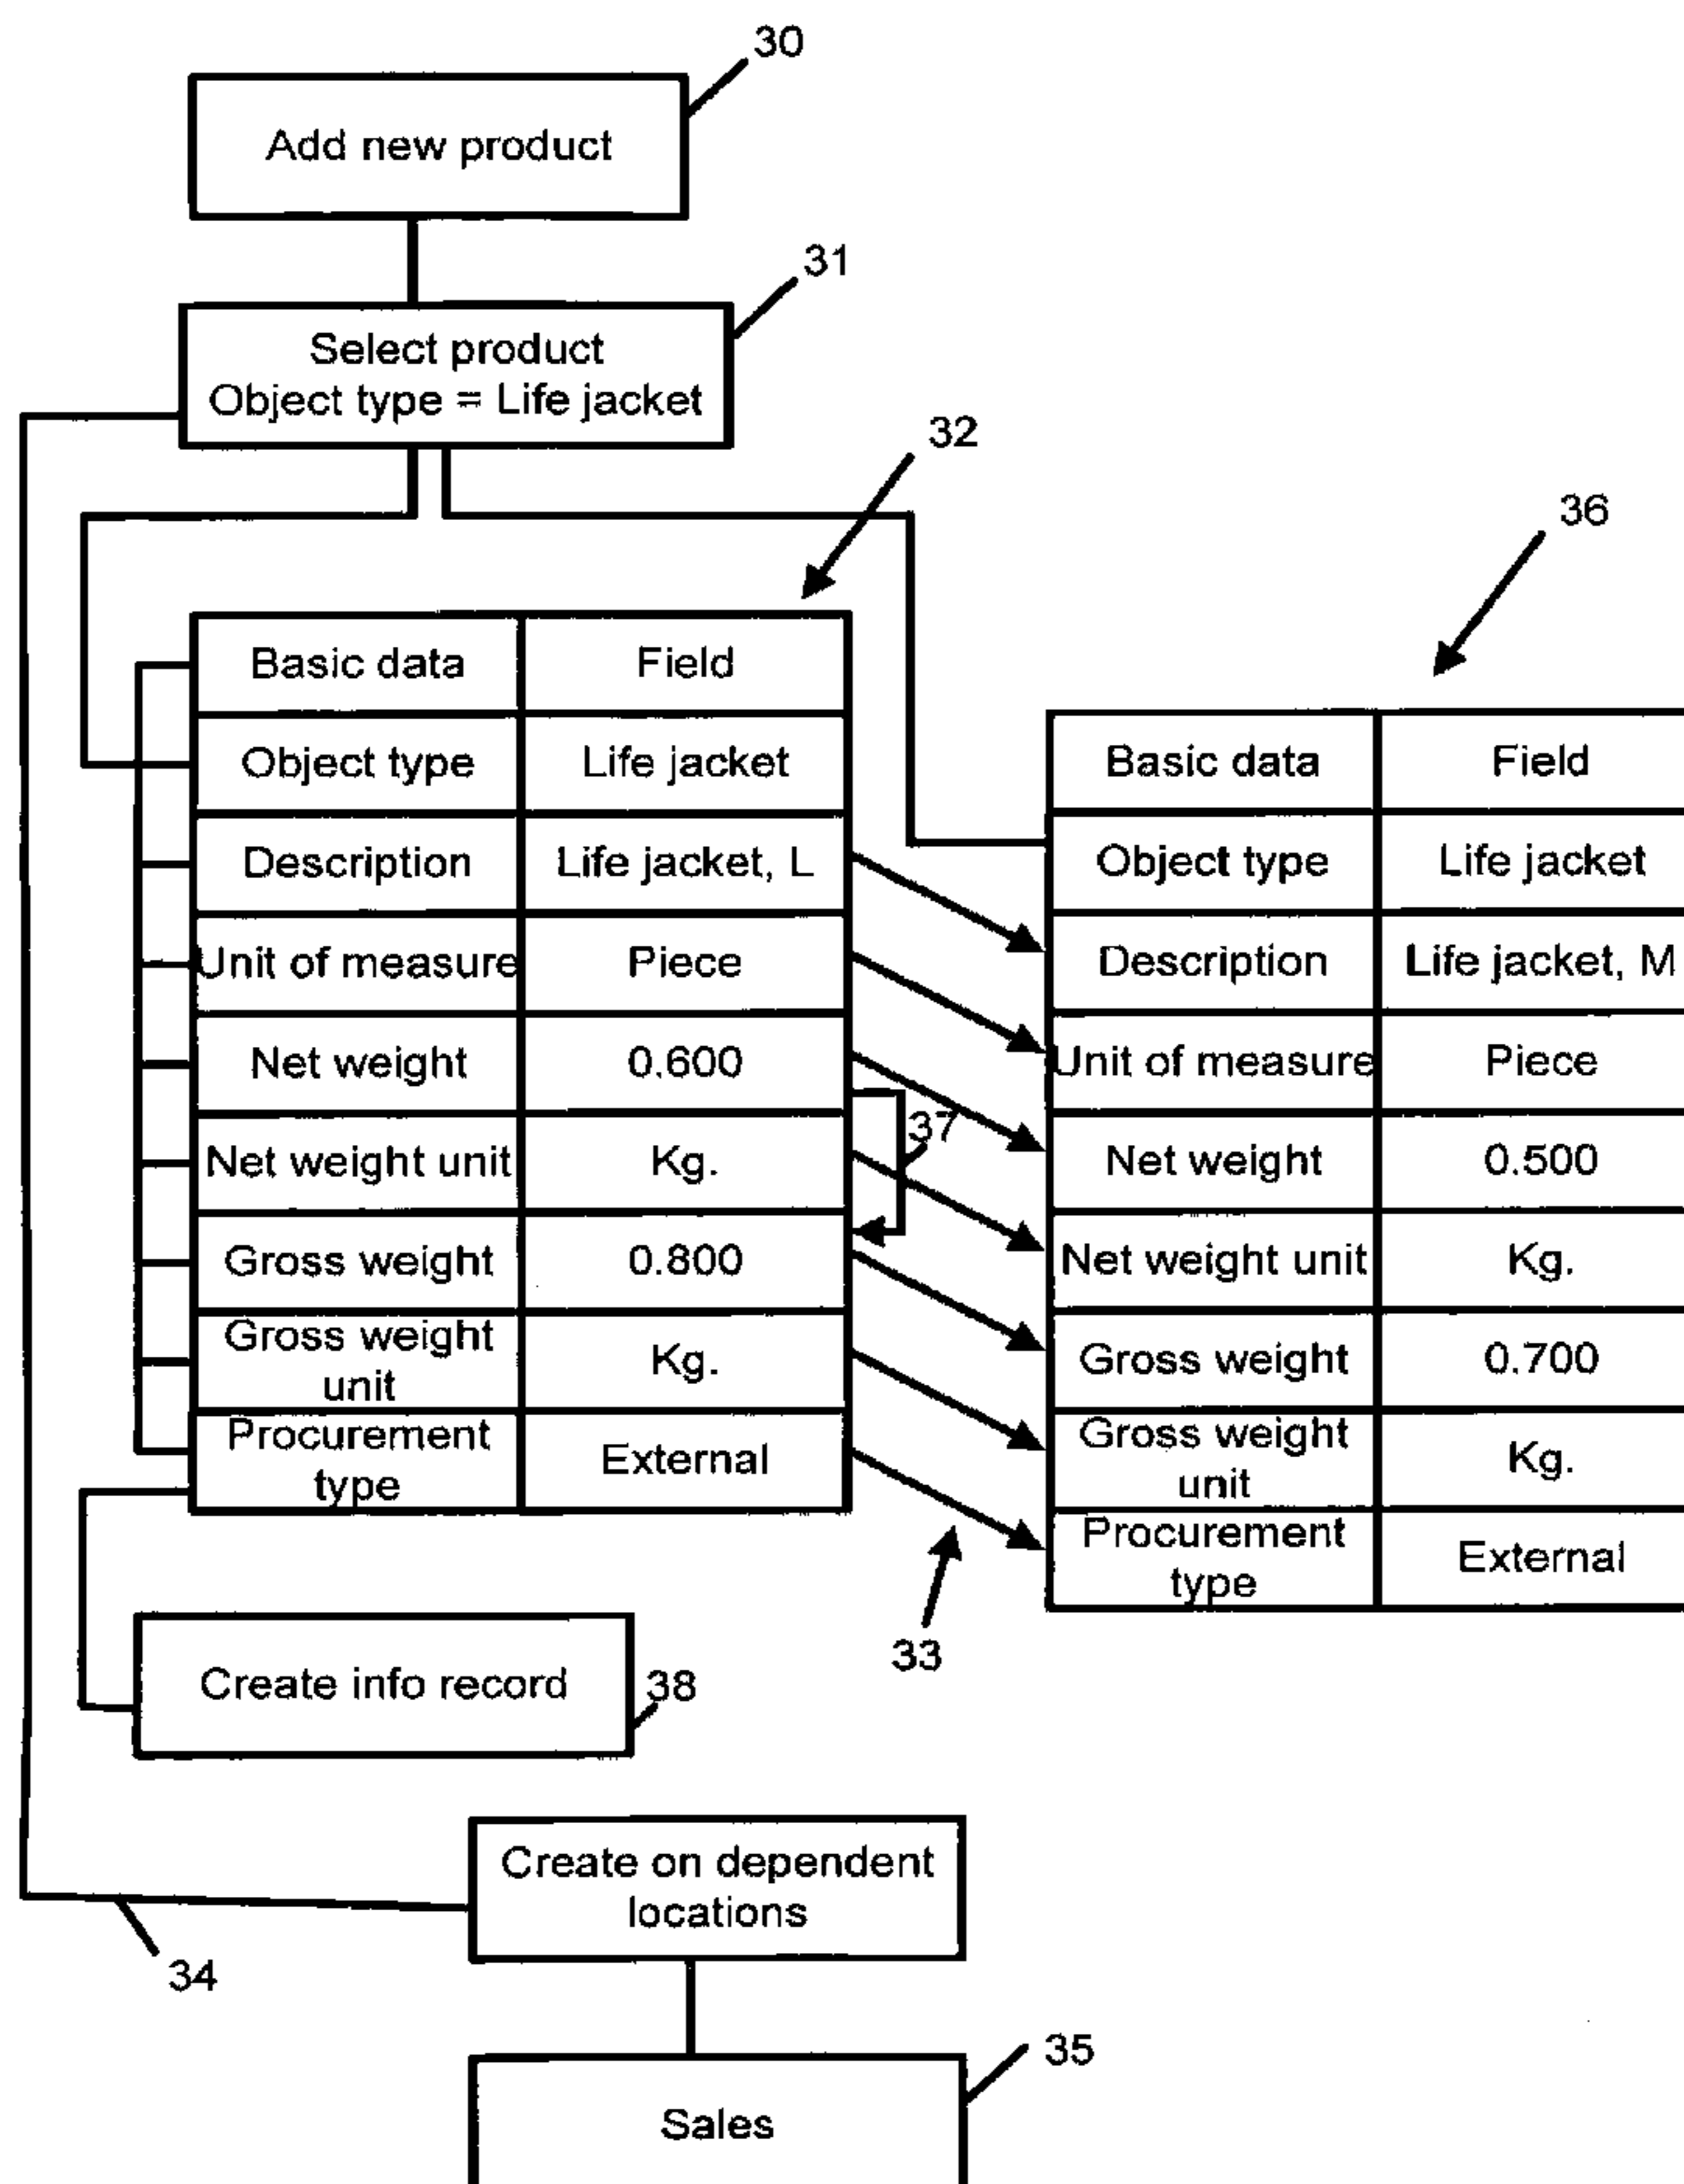 30
Add new product
31
Select product
Object type = Life jacket
32
36
Basic data Field
Object type Life jacket
Description Life jacket, L
Unit of measure Piece
Net weight 0.600
37
Net weight unit Kg.
Gross weight 0.800
Gross weight
unit
Kg.
Procurement
type
External
Basic data Field
Object type Life jacket
Description Life jacket, M
Unit of measure Piece
Net weight 0.500
Net weight unit Kg.
Gross weight 0.700
Gross weight
unit
Kg.
Procurement
type
External
33
Create info record
38
Create on dependent
locations
34
35
Sales